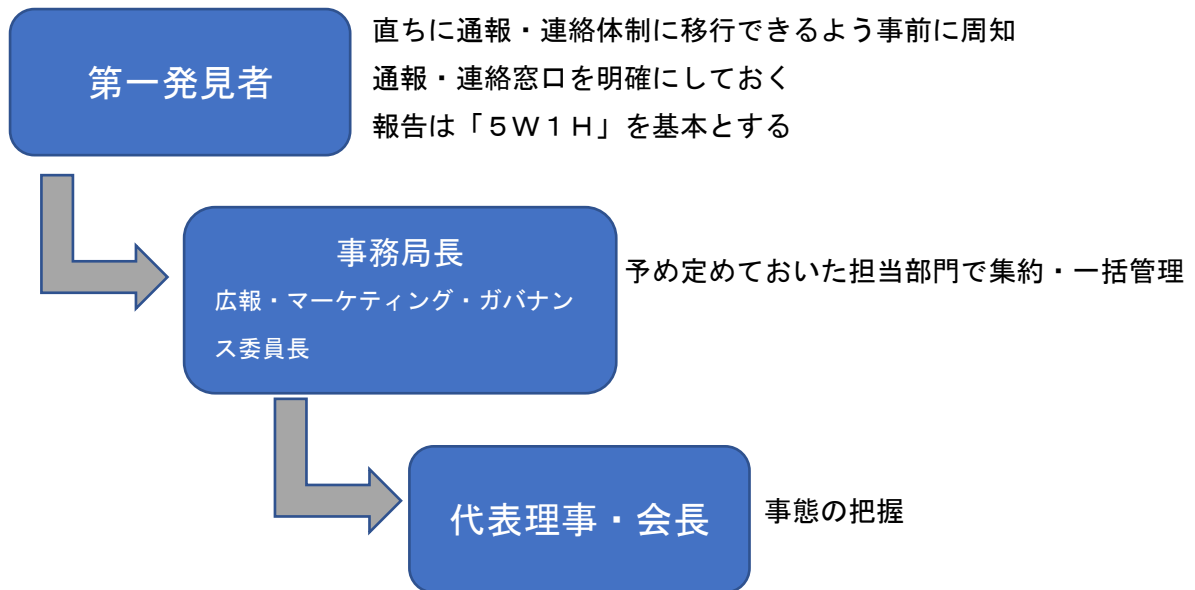 第一発見者
直ちに通報・連絡体制に移行できるよう事前に周知
通報・連絡窓口を明確にしておく
報告は「５Ｗ１Ｈ」を基本とする
事務局長
広報・マーケティング・ガバナン
ス委員長
予め定めておいた担当部門で集約・一括管理
代表理事・会長
事態の把握